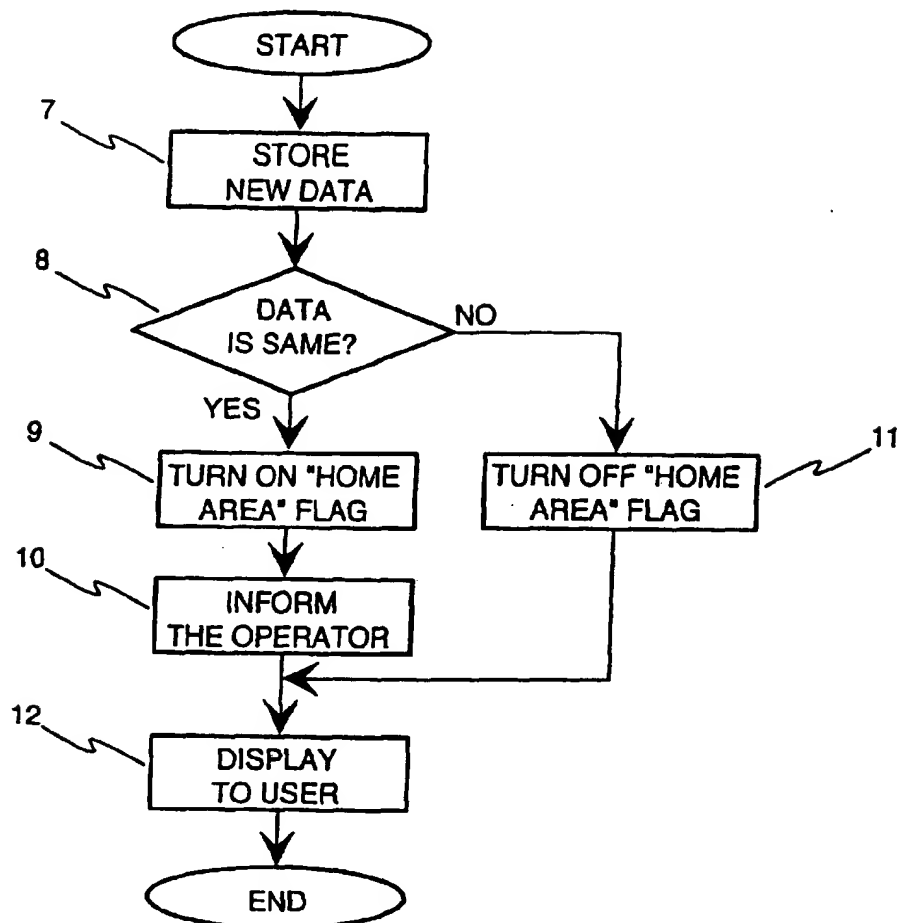 START
7
STORE
NEW DATA
8
DATA
IS SAME?
NO
YES
9
TURN ON "HOME
AREA" FLAG
11
TURN OFF "HOME
AREA" FLAG
10
INFORM
THE OPERATOR
12
DISPLAY
TO USER
END